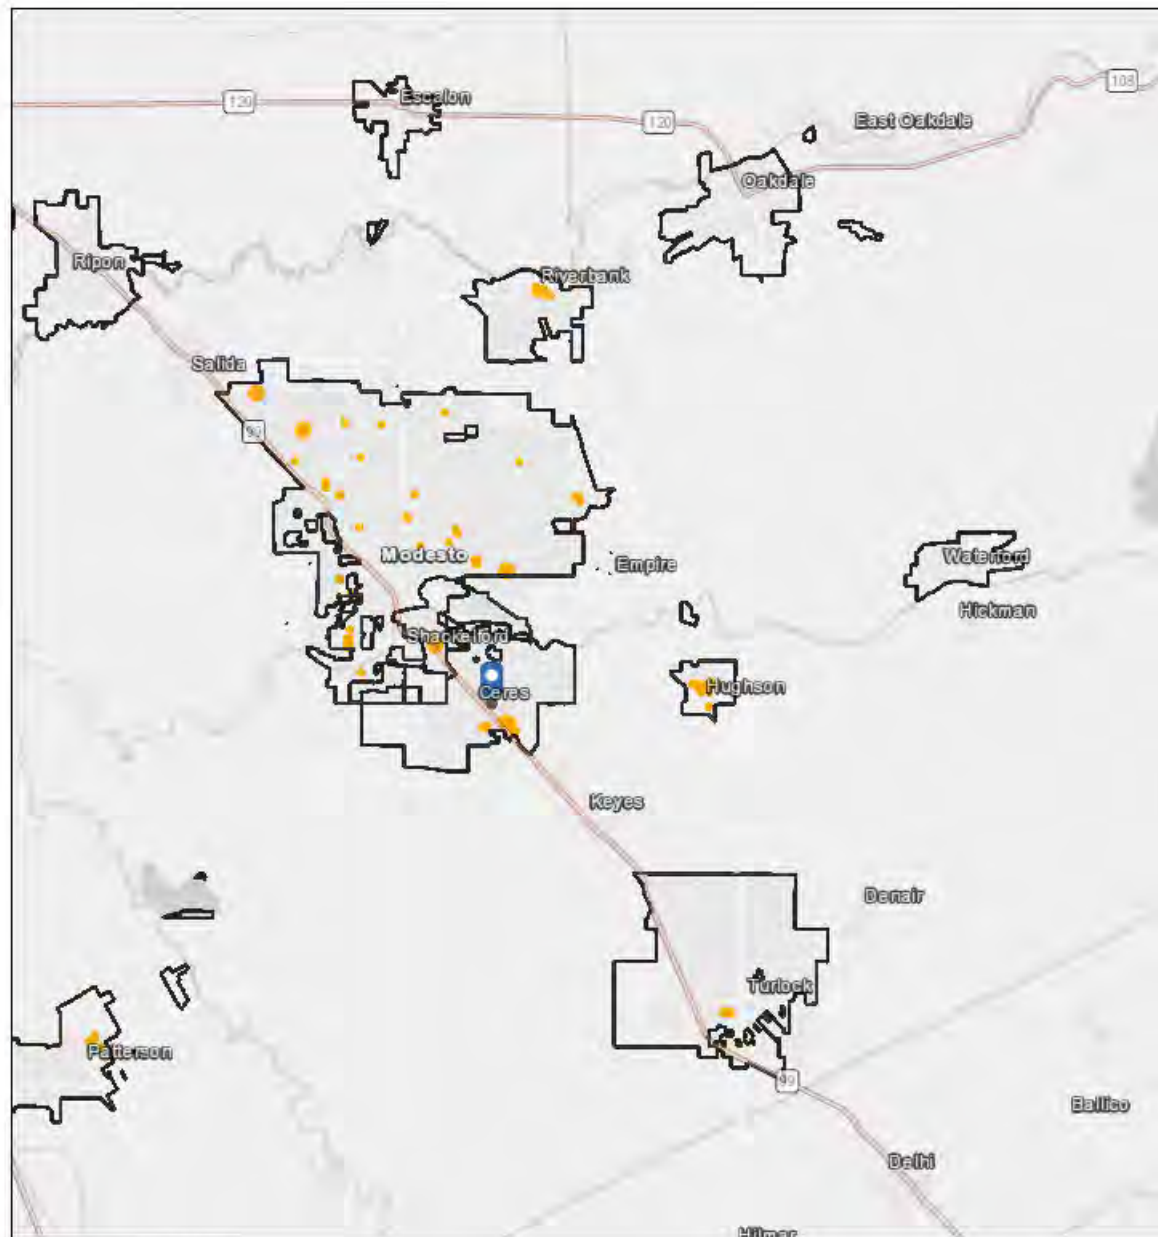 108
120
Escalon
120
East Oakdale
Oakdale
Ripon
Riverbank
Salida
99
Modesto
Empire
Waterford
Hickman
Shackelford
Ceres
Hughson
Keyes
Denair
Turlock
Patterson
99
Ballico
Delhi
Hilmar